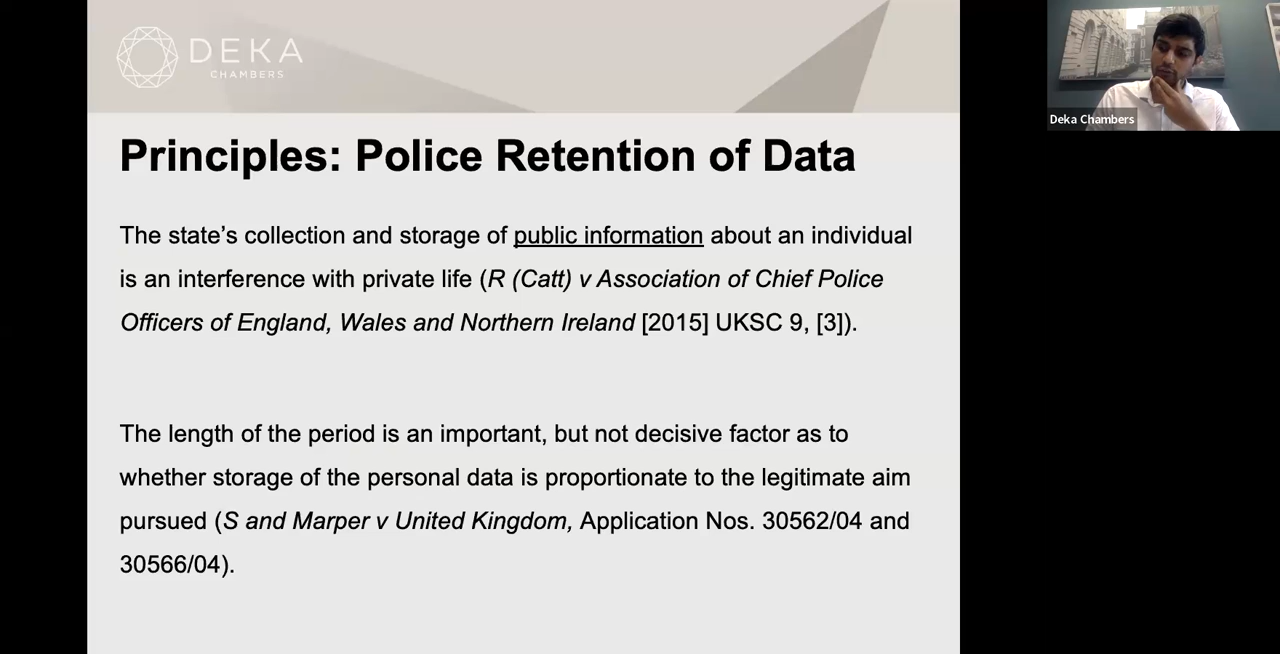 DEKA
CHAMBERS
Deka Chambers
Principles: Police Retention of Data
The state’s collection and storage of public information about an individual
is an interference with private life (R (Catt) v Association of Chief Police
Officers of England, Wales and Northern Ireland [2015] UKSC 9, [3]).
The length of the period is an important, but not decisive factor as to
whether storage of the personal data is proportionate to the legitimate aim
pursued (S and Marper v United Kingdom, Application Nos. 30562/04 and
30566/04).